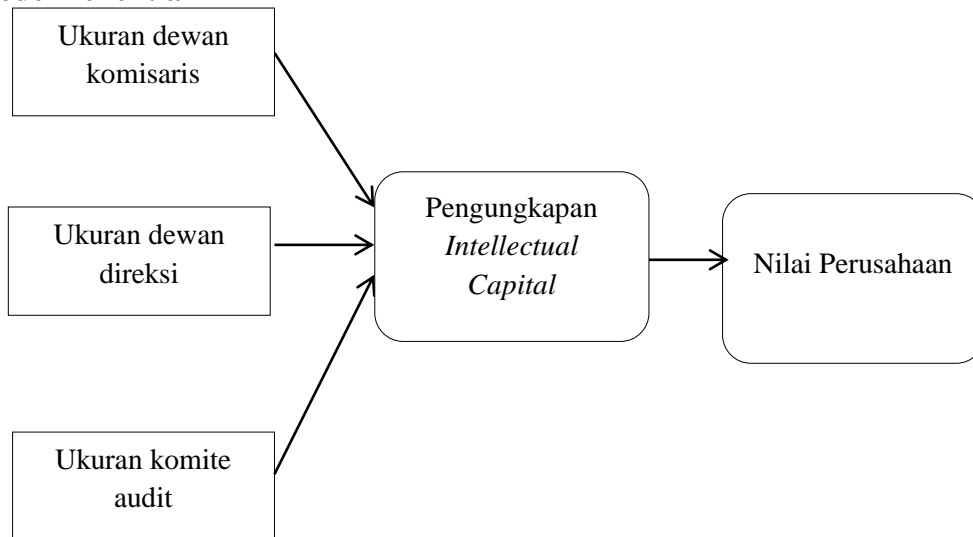 Ukuran dewan
komisaris
Ukuran dewan
direksi
Ukuran komite
audit
Pengungkapan
Intellectual
Capital
Nilai Perusahaan